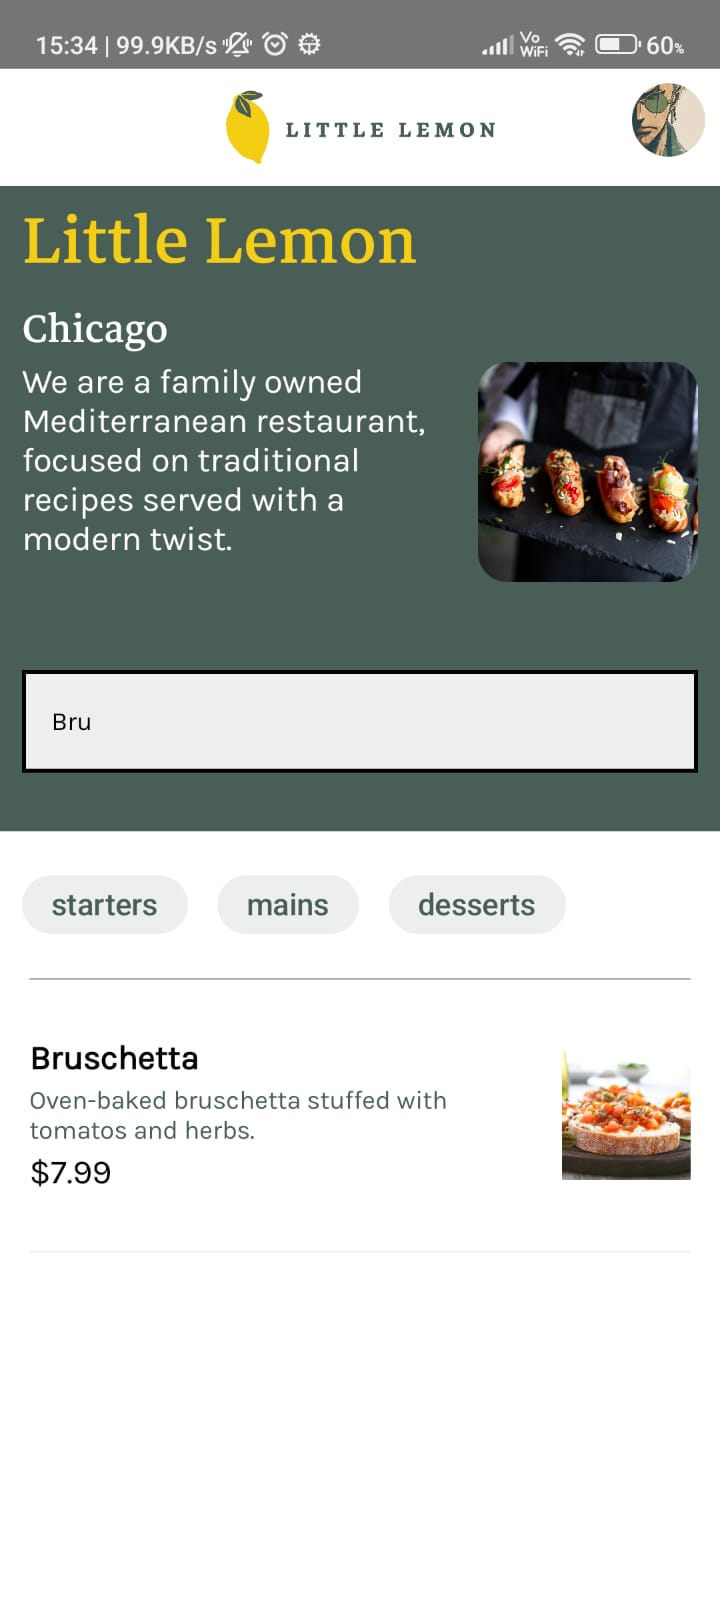 15:34 | 99.9KB/s
Vo
WiFi
60%
LITTLE LEMON
Little Lemon
Chicago
We are a family owned
Mediterranean restaurant,
focused on traditional
recipes served with a
modern twist.
Bru
starters
mains
desserts
Bruschetta
Oven-baked bruschetta stuffed with
tomatos and herbs.
$7.99